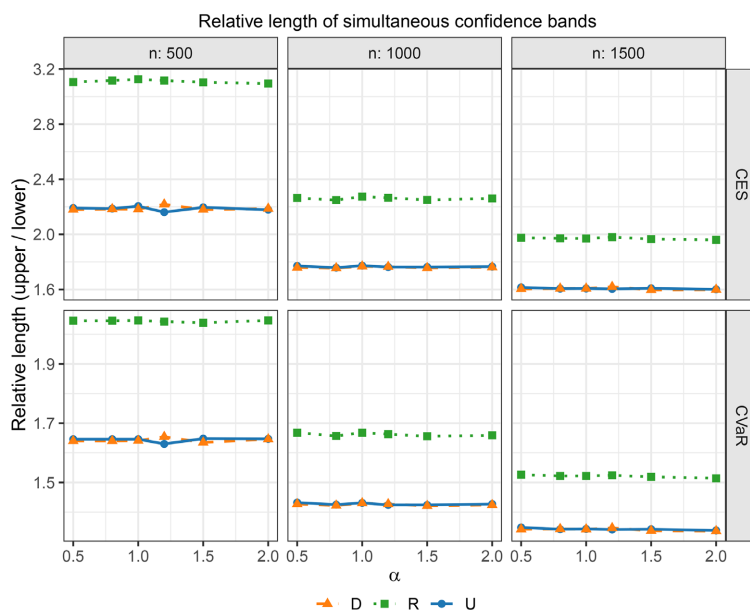 Relative length of simultaneous confidence bands
n: 500 n: 1000 n: 1500
Relative length (upper / lower)
3.2
2.8
2.4
2.0
1.6
CES
1.9
1.7
1.5
CVaR
0.5 1.0 1.5 2.0 0.5 1.0 1.5 2.0 0.5 1.0 1.5 2.0
α
D R U